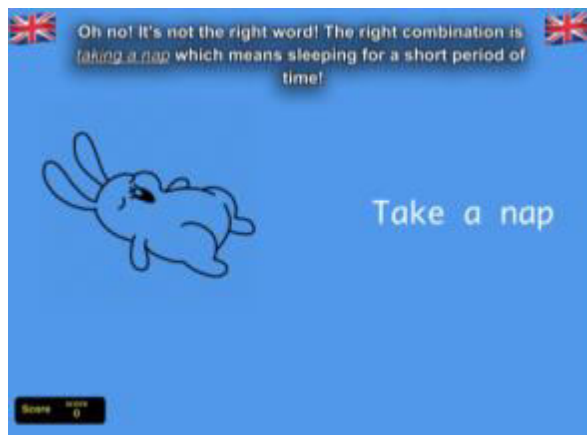 Oh no! It's not the right word! The right combination is
taking a nap which means sleeping for a short period of
time!
Take a nap
Score score
0